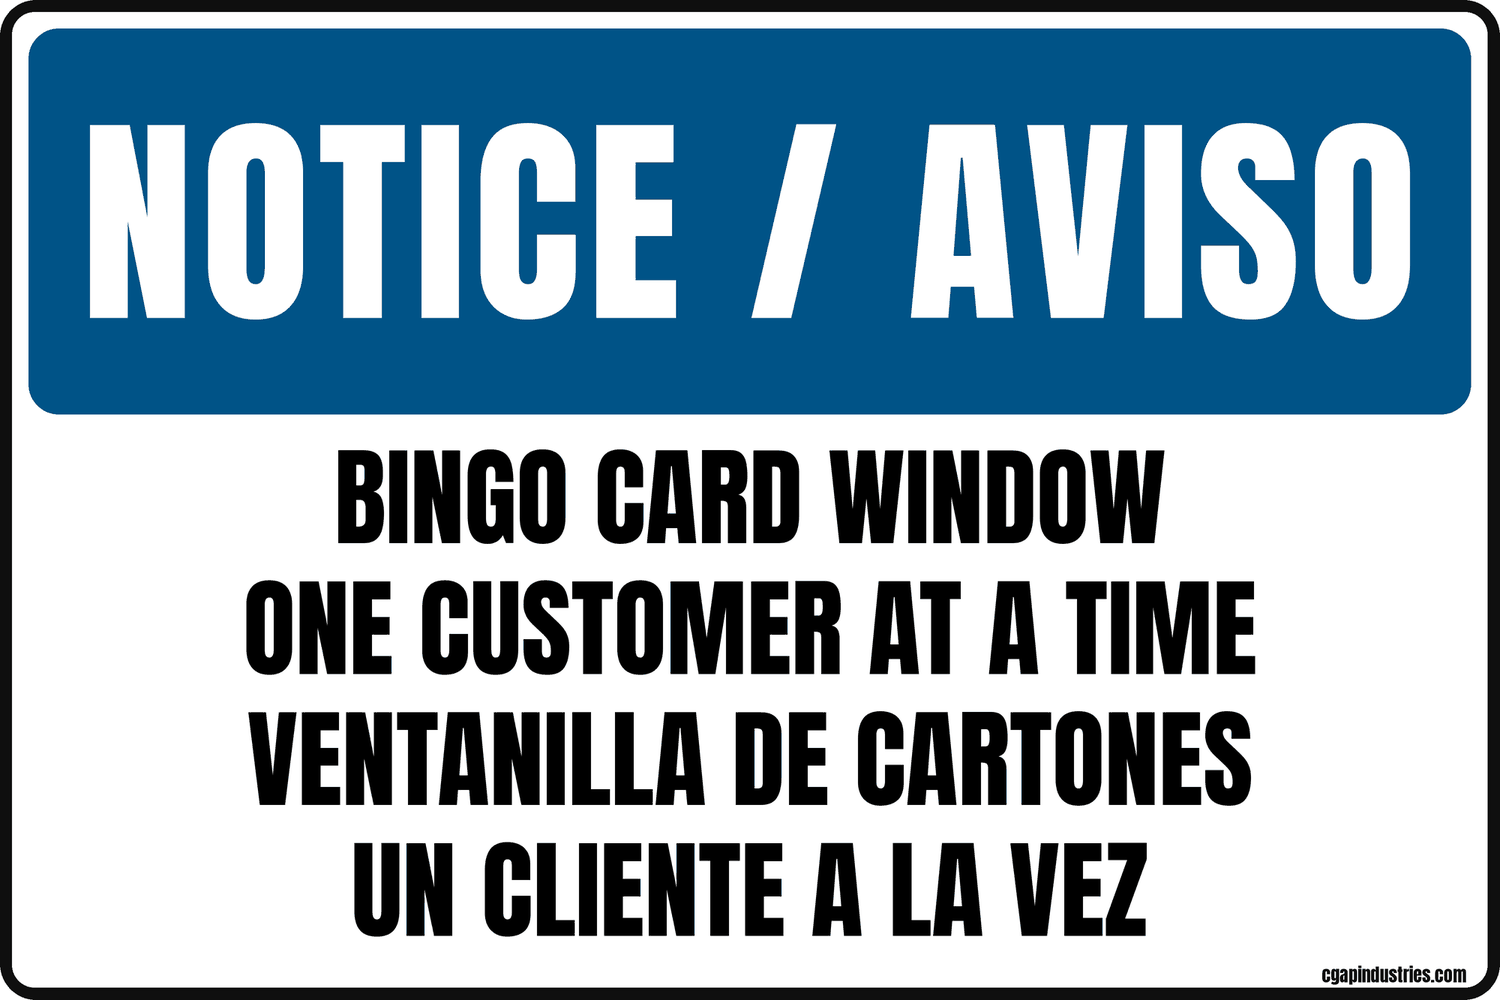 NOTICE / AVISO
BINGO CARD WINDOW
ONE CUSTOMER AT A TIME
VENTANILLA DE CARTONES
UN CLIENTE A LA VEZ
cgapindustries.com